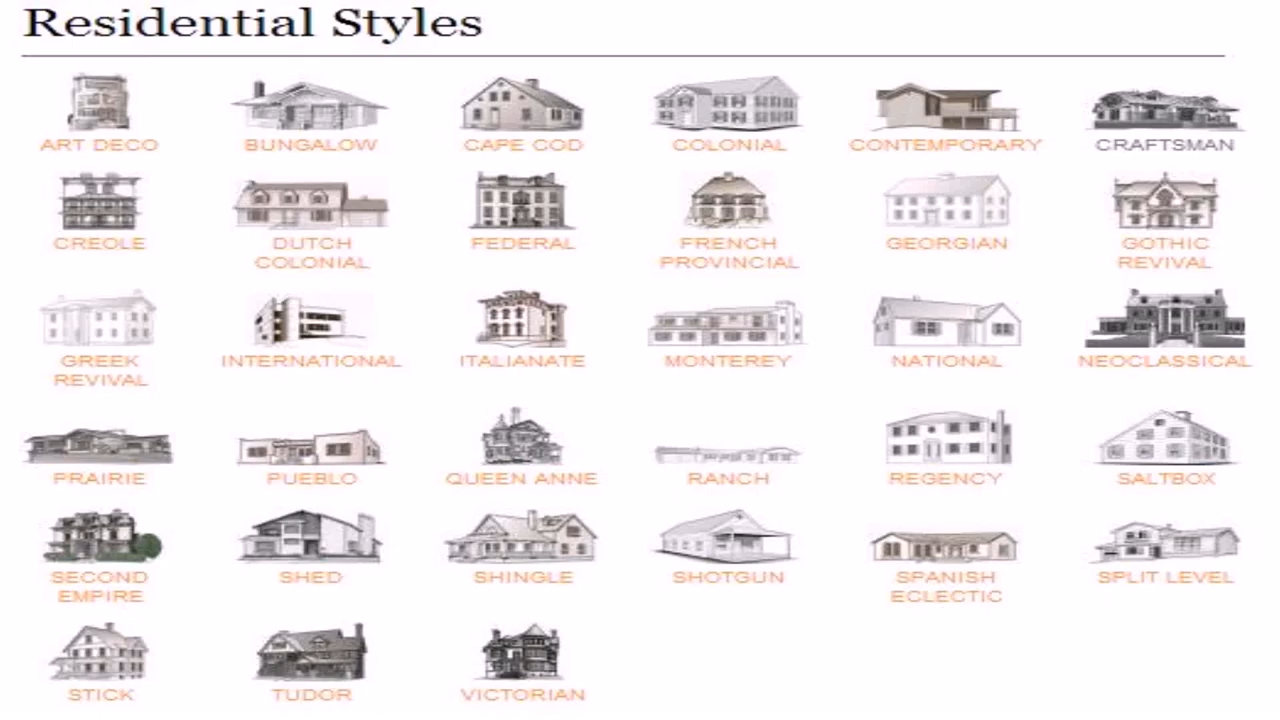 Residential Styles
ART DECO
BUNGALOW
CAPE COD
COLONIAL
CONTEMPORARY
CRAFTSMAN
CREOLE
DUTCH
COLONIAL
FEDERAL
FRENCH
PROVINCIAL
GEORGIAN
GOTHIC
REVIVAL
GREEK
REVIVAL
INTERNATIONAL
ITALIANATE
MONTEREY
NATIONAL
NEOCLASSICAL
PRAIRIE
PUEBLO
QUEEN ANNE
RANCH
REGENCY
SALTBOX
SECOND
EMPIRE
SHED
SHINGLE
SHOTGUN
SPANISH
ECLECTIC
SPLIT LEVEL
STICK
TUDOR
VICTORIAN